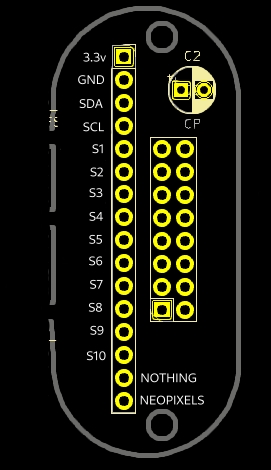 C2
3.3v
+
GND
SDA
SCL
CP
S1
S2
S3
S4
S5
S6
S7
S8
S9
S10
NOTHING
NEOPIXELS